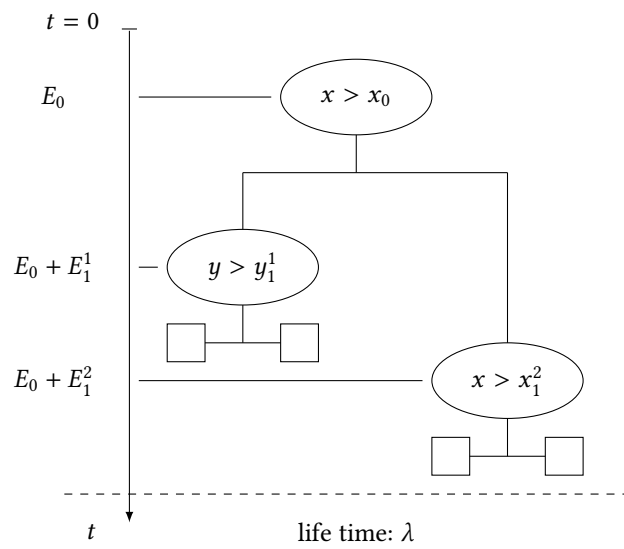 t = 0
E₀
x > x₀
E₀ + E₁¹
y > y₁¹
E₀ + E₁²
x > x₁²
t
life time: λ